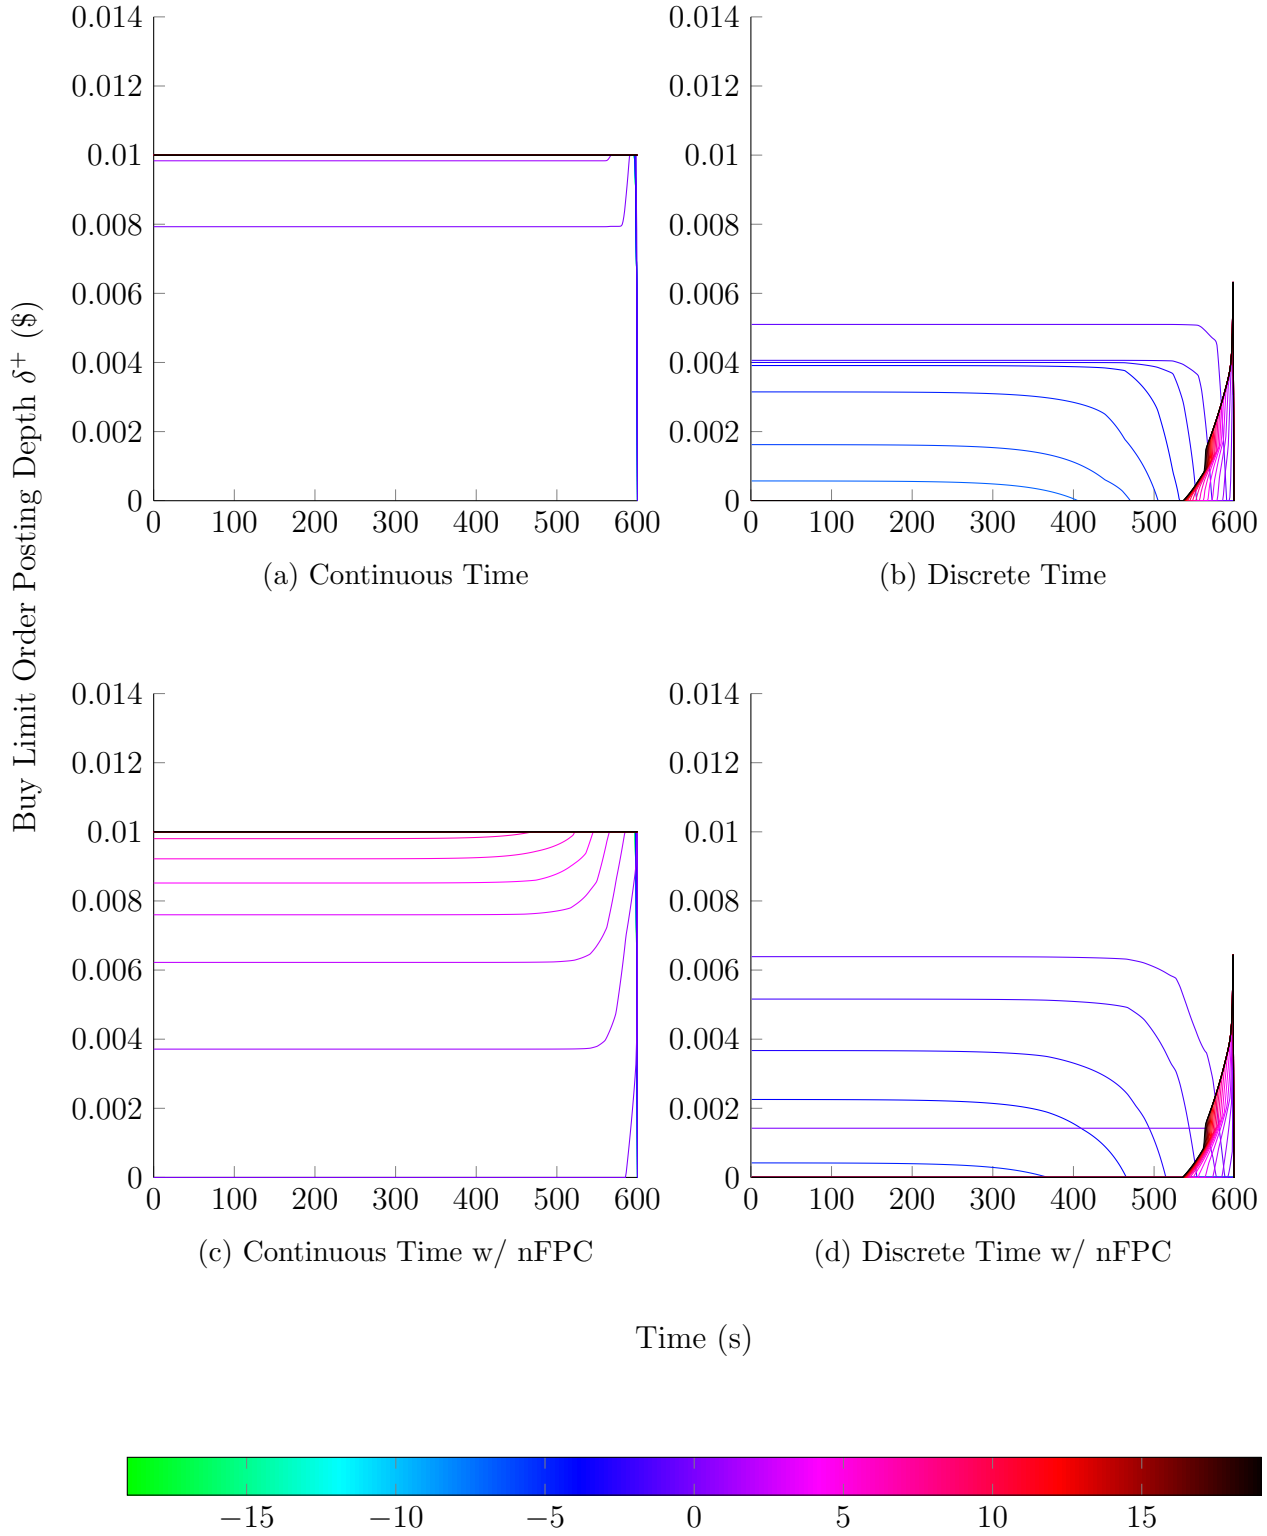 Buy Limit Order Posting Depth δ⁺ ($)
0.014
0.012
0.01
0.008
0.006
0.004
0.002
0
0 100 200 300 400 500 600
(a) Continuous Time
0.014
0.012
0.01
0.008
0.006
0.004
0.002
0
0 100 200 300 400 500 600
(b) Discrete Time
0.014
0.012
0.01
0.008
0.006
0.004
0.002
0
0 100 200 300 400 500 600
(c) Continuous Time w/ nFPC
0.014
0.012
0.01
0.008
0.006
0.004
0.002
0
0 100 200 300 400 500 600
(d) Discrete Time w/ nFPC
Time (s)
−15 −10 −5 0 5 10 15